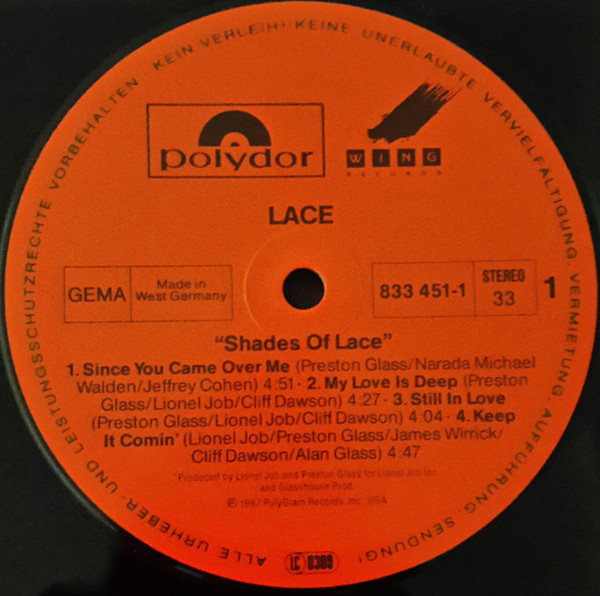 ALLE URHEBER- UND LEISTUNGSSCHUTZRECHTE VORBEHALTEN · KEIN VERLEIH! KEINE UNERLAUBTE VERVIELFÄLTIGUNG, VERMIETUNG, AUFFÜHRUNG, SENDUNG!
polydor
WING
RECORDS
LACE
GEMA
Made in
West Germany
833 451-1
STEREO
33
1
"Shades Of Lace"
1. Since You Came Over Me (Preston Glass/Narada Michael
Walden/Jeffrey Cohen) 4:51 · 2. My Love Is Deep (Preston
Glass/Lionel Job/Cliff Dawson) 4:27 · 3. Still In Love
(Preston Glass/Lionel Job/Cliff Dawson) 4:04 · 4. Keep
It Comin' (Lionel Job/Preston Glass/James Wirrick/
Cliff Dawson/Alan Glass) 4:47
Produced by Lionel Job and Preston Glass for Lionel Job Inc.
and Glasshouse Prod.
℗ 1987 PolyGram Records, Inc., USA
LC 0309